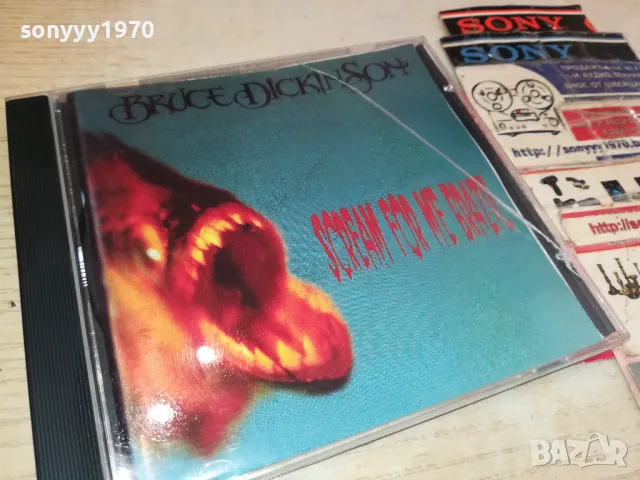 sonyyy1970
BRUCE DICKINSON
SCREAM FOR ME BRAZIL
SONY
SONY
http://sonyyy1970.b
http://s
BAZAR